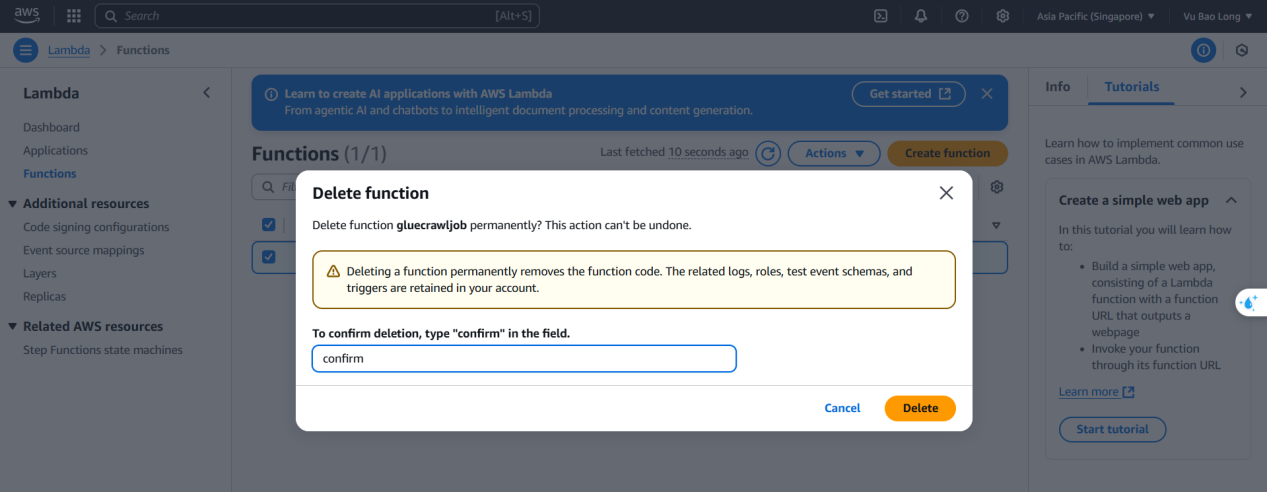 aws
Search
[Alt+S]
Asia Pacific (Singapore) ▼
Vu Bao Long ▼
Lambda > Functions
Lambda
Dashboard
Applications
Functions
▼ Additional resources
Code signing configurations
Event source mappings
Layers
Replicas
▼ Related AWS resources
Step Functions state machines
Learn to create AI applications with AWS Lambda
From agentic AI and chatbots to intelligent document processing and content generation.
Get started
Functions (1/1)
Last fetched 10 seconds ago
Actions ▼
Create function
Delete function
Delete function gluecrawljob permanently? This action can't be undone.
Deleting a function permanently removes the function code. The related logs, roles, test event schemas, and
triggers are retained in your account.
To confirm deletion, type "confirm" in the field.
confirm
Cancel
Delete
Info
Tutorials
Learn how to implement common use
cases in AWS Lambda.
Create a simple web app
In this tutorial you will learn how
to:
• Build a simple web app,
consisting of a Lambda
function with a function
URL that outputs a
webpage
• Invoke your function
through its function URL
Learn more
Start tutorial